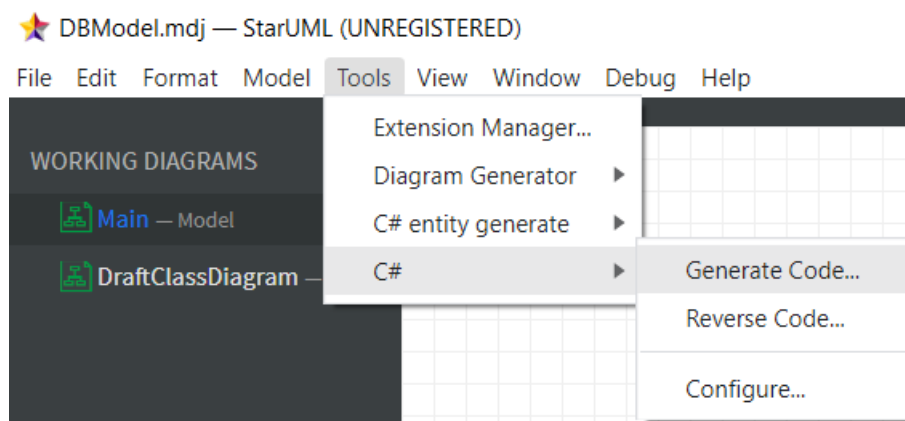 DBModel.mdj — StarUML (UNREGISTERED)
File Edit Format Model Tools View Window Debug Help
Extension Manager...
WORKING DIAGRAMS
Diagram Generator
Main — Model
C# entity generate
DraftClassDiagram —
C#
Generate Code...
Reverse Code...
Configure...